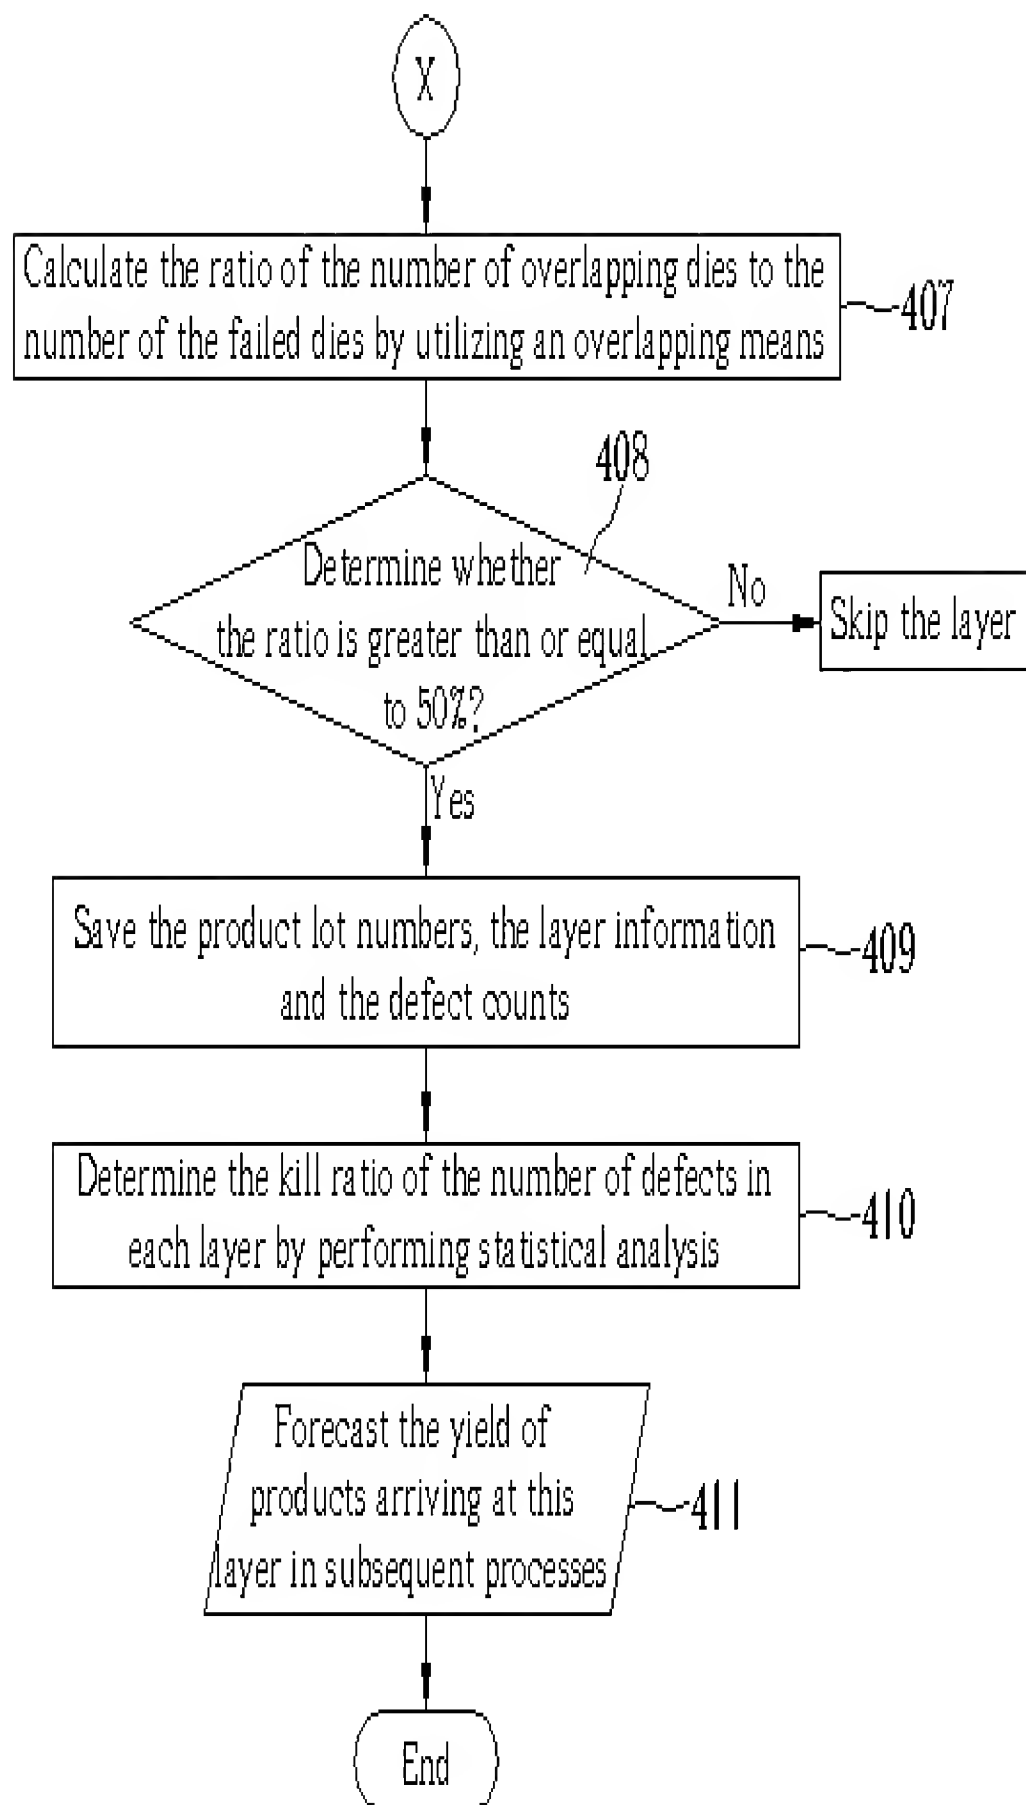 X
Calculate the ratio of the number of overlapping dies to the
number of the failed dies by utilizing an overlapping means
407
408
Determine whether
the ratio is greater than or equal
to 50%?
No
Skip the layer
Yes
Save the product lot numbers, the layer information
and the defect counts
409
Determine the kill ratio of the number of defects in
each layer by performing statistical analysis
410
Forecast the yield of
products arriving at this
layer in subsequent processes
411
End